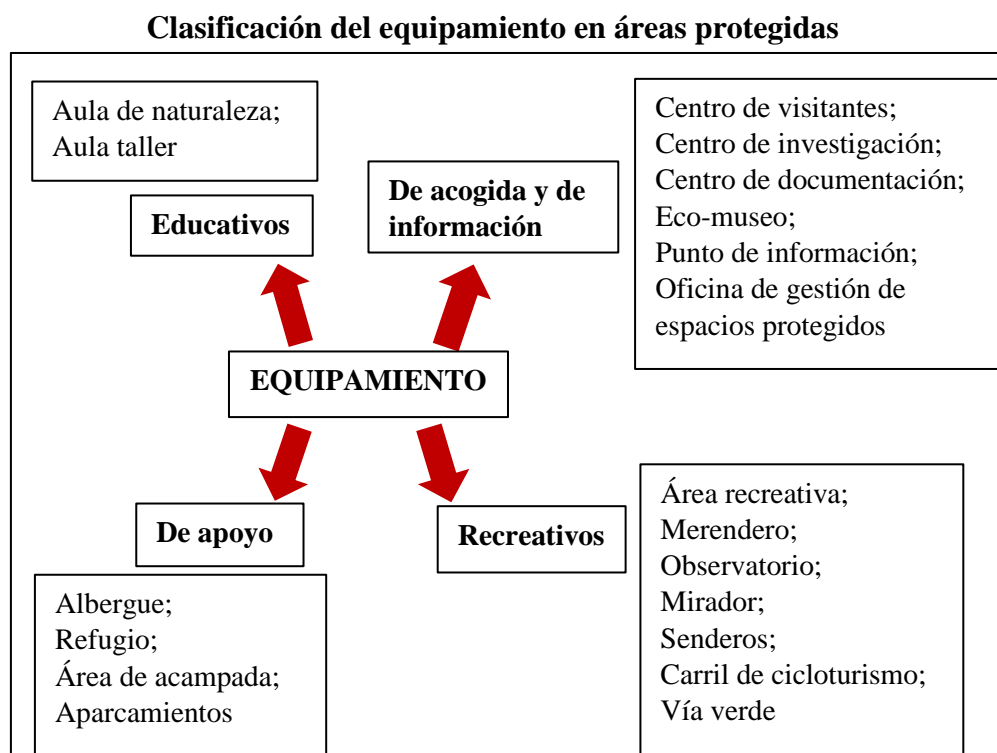 Clasificación del equipamiento en áreas protegidas
Aula de naturaleza;
Aula taller
Educativos
De acogida y de
información
Centro de visitantes;
Centro de investigación;
Centro de documentación;
Eco-museo;
Punto de información;
Oficina de gestión de
espacios protegidos
EQUIPAMIENTO
De apoyo
Albergue;
Refugio;
Área de acampada;
Aparcamientos
Recreativos
Área recreativa;
Merendero;
Observatorio;
Mirador;
Senderos;
Carril de cicloturismo;
Vía verde